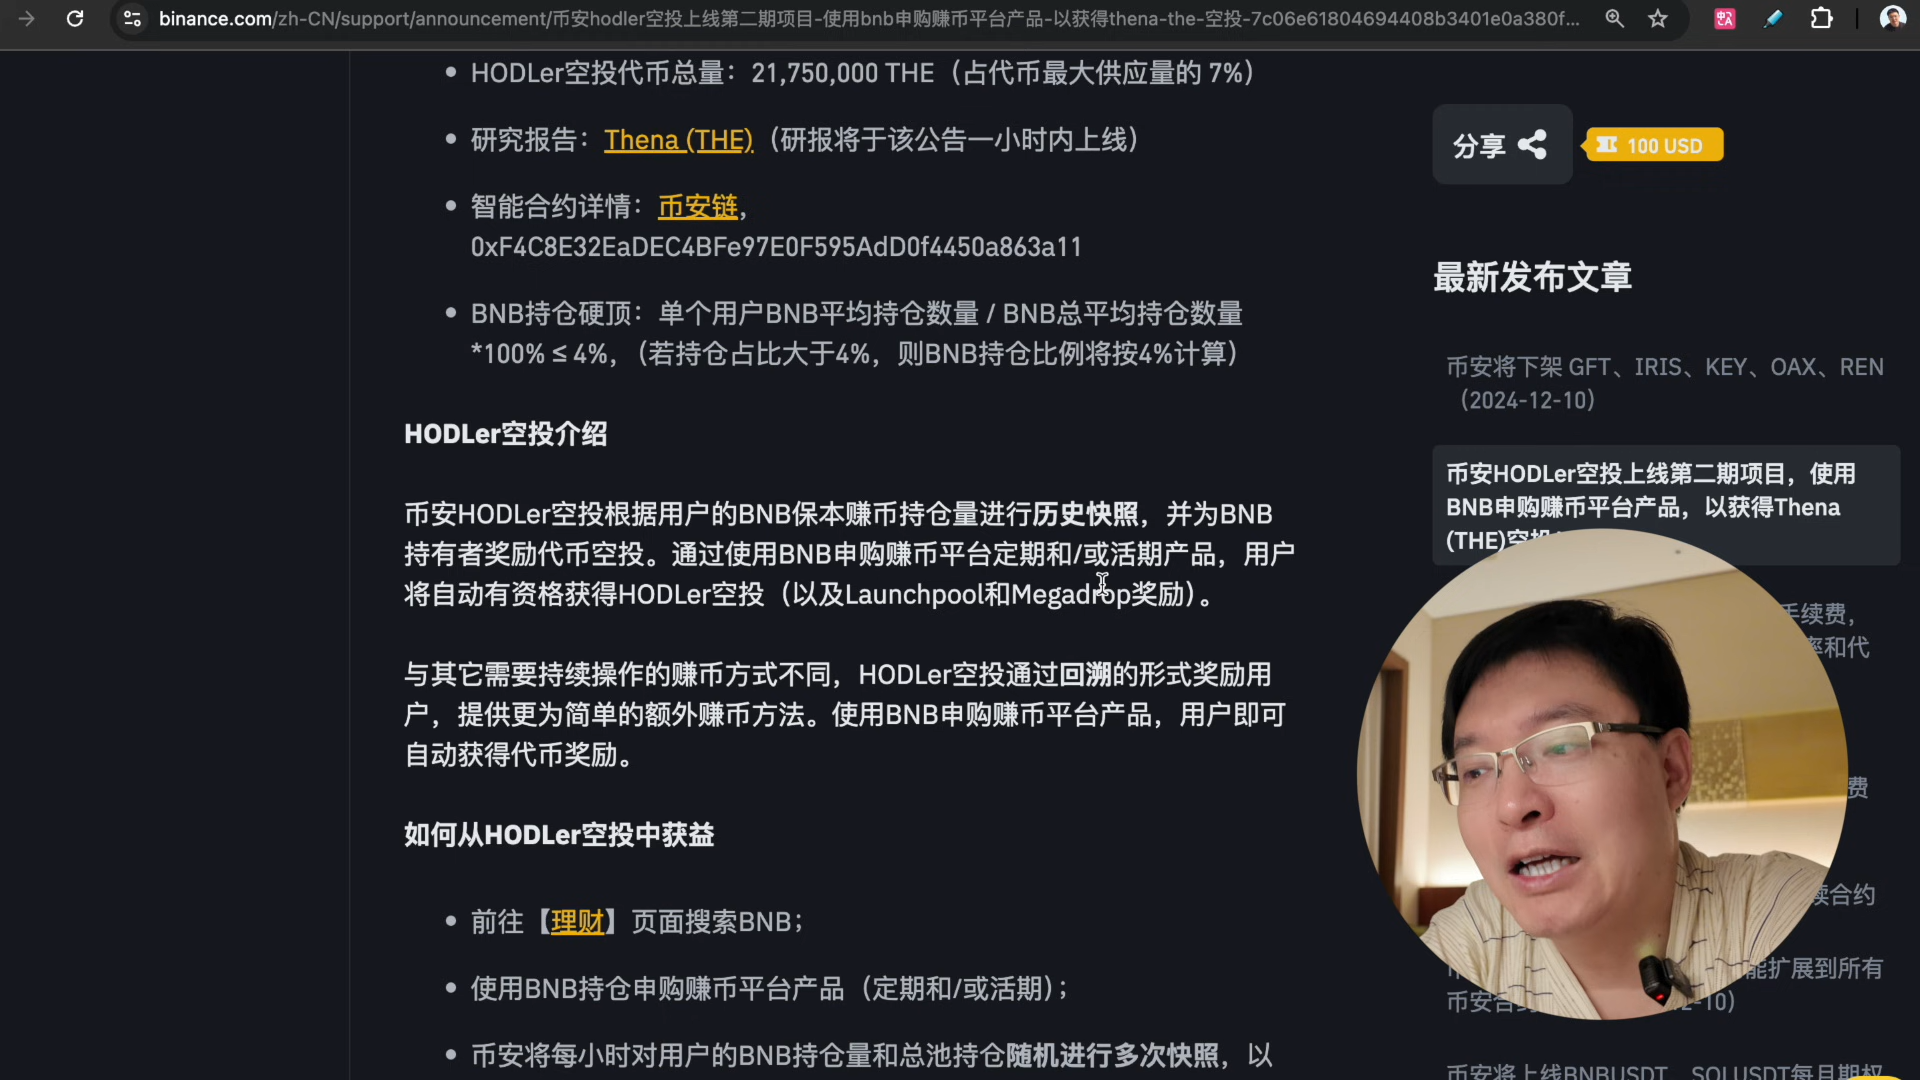 binance.com/zh-CN/support/announcement/币安hodler空投上线第二期项目-使用bnb申购赚币平台产品-以获得thena-the-空投-7c06e61804694408b3401e0a380f...
HODLer空投代币总量：21,750,000 THE（占代币最大供应量的 7%）
研究报告：Thena (THE)（研报将于该公告一小时内上线）
智能合约详情：币安链，
0xF4C8E32EaDEC4BFe97E0F595AdD0f4450a863a11
BNB持仓硬顶：单个用户BNB平均持仓数量 / BNB总平均持仓数量
*100% ≤ 4%，（若持仓占比大于4%，则BNB持仓比例将按4%计算）
HODLer空投介绍
币安HODLer空投根据用户的BNB保本赚币持仓量进行历史快照，并为BNB
持有者奖励代币空投。通过使用BNB申购赚币平台定期和/或活期产品，用户
将自动有资格获得HODLer空投（以及Launchpool和Megadrop奖励）。
与其它需要持续操作的赚币方式不同，HODLer空投通过回溯的形式奖励用
户，提供更为简单的额外赚币方法。使用BNB申购赚币平台产品，用户即可
自动获得代币奖励。
如何从HODLer空投中获益
前往【理财】页面搜索BNB；
使用BNB持仓申购赚币平台产品（定期和/或活期）；
币安将每小时对用户的BNB持仓量和总池持仓随机进行多次快照，以
分享
100 USD
最新发布文章
币安将下架 GFT、IRIS、KEY、OAX、REN
（2024-12-10）
币安HODLer空投上线第二期项目，使用
BNB申购赚币平台产品，以获得Thena
(THE)空投
手续费，
率和代
费
续合约
能扩展到所有
币安合
-10)
币安将上线BNBUSDT、SOLUSDT每月期权